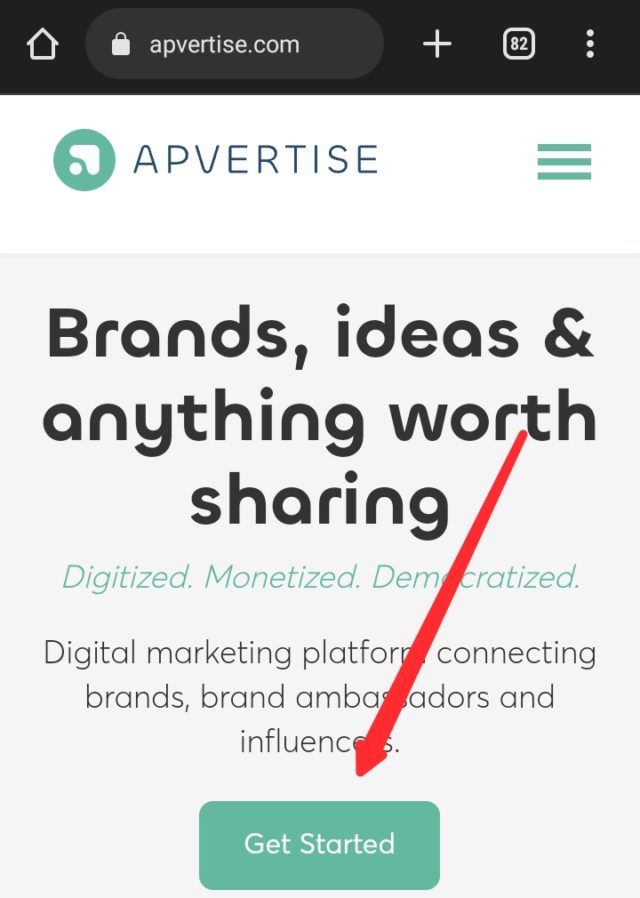 apvertise.com
82
APVERTISE
Brands, ideas &
anything worth
sharing
Digitized. Monetized. Democratized.
Digital marketing platform connecting
brands, brand ambassadors and
influencers.
Get Started